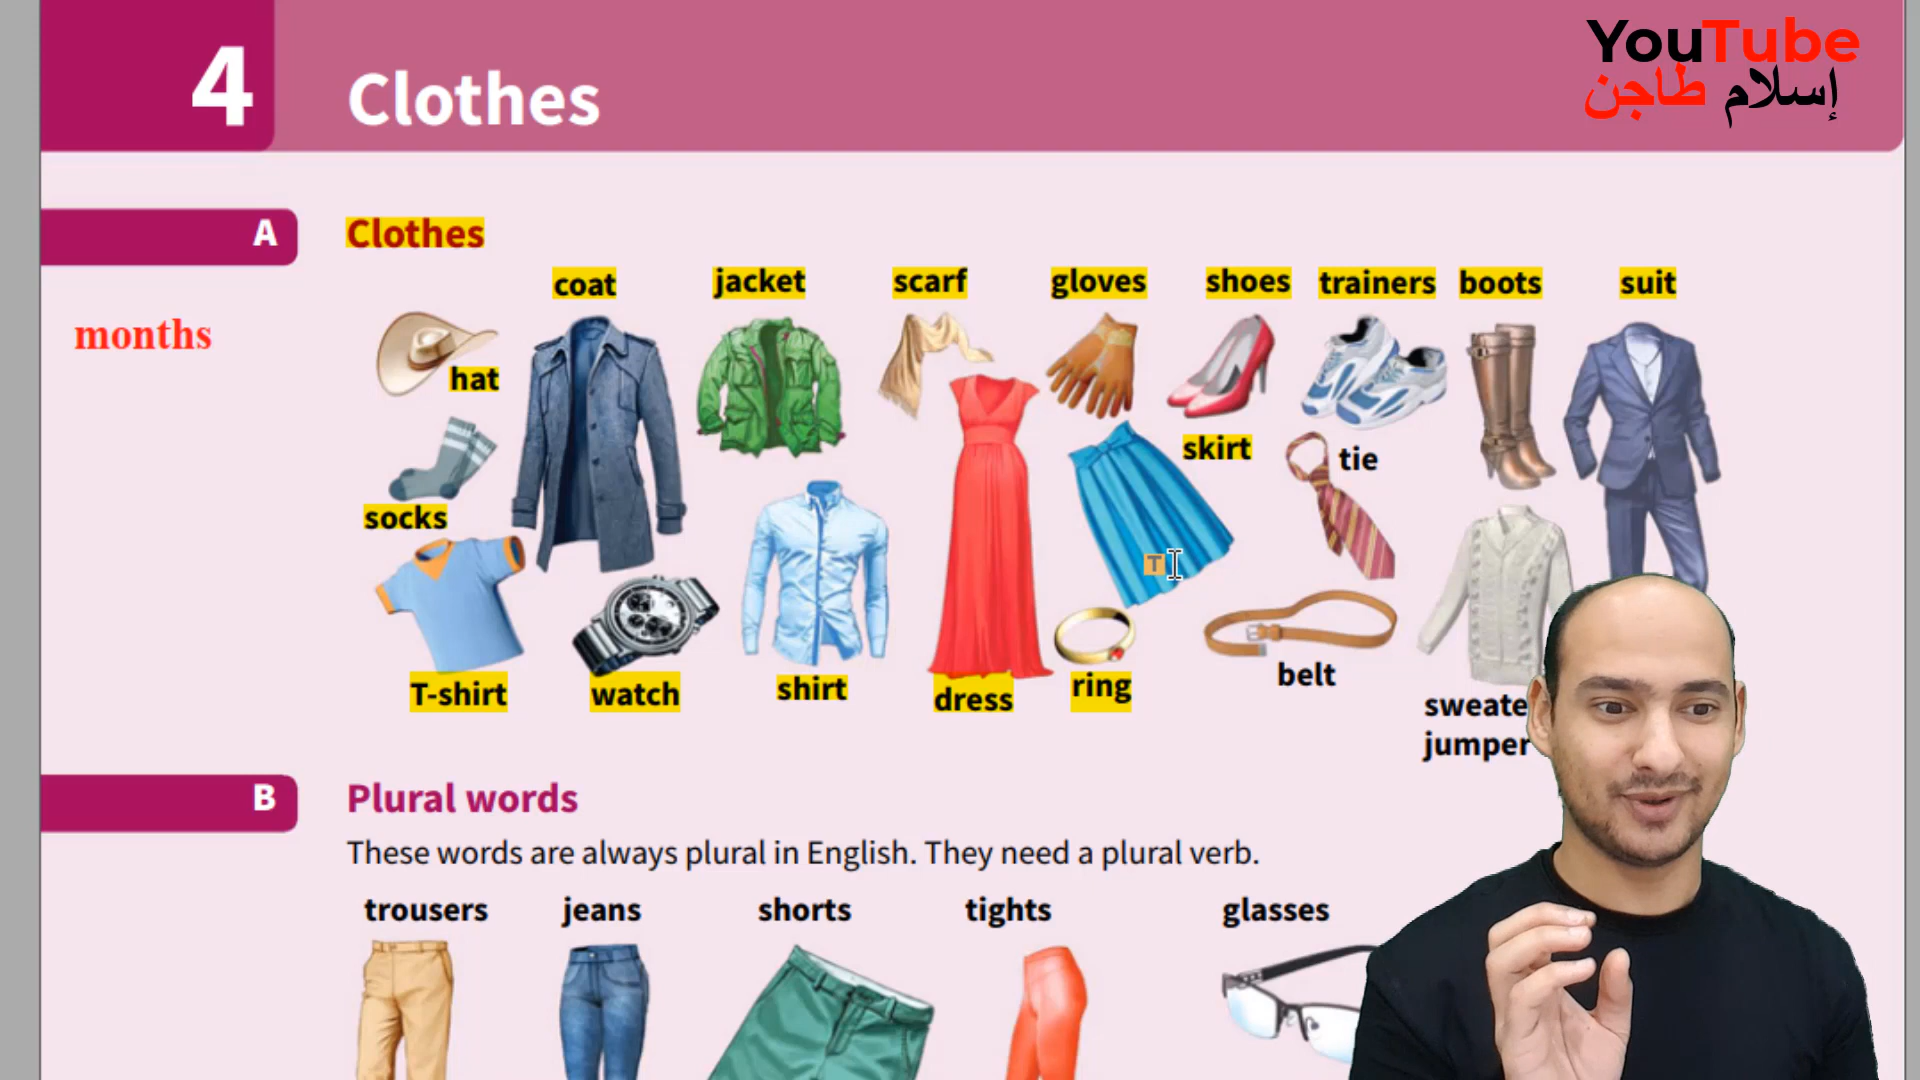 YouTube
إسلام طاجن
4
Clothes
A
Clothes
months
coat
jacket
scarf
gloves
shoes
trainers
boots
suit
hat
skirt
tie
socks
T
T-shirt
watch
shirt
dress
ring
belt
sweate
jumper
B
Plural words
These words are always plural in English. They need a plural verb.
trousers
jeans
shorts
tights
glasses